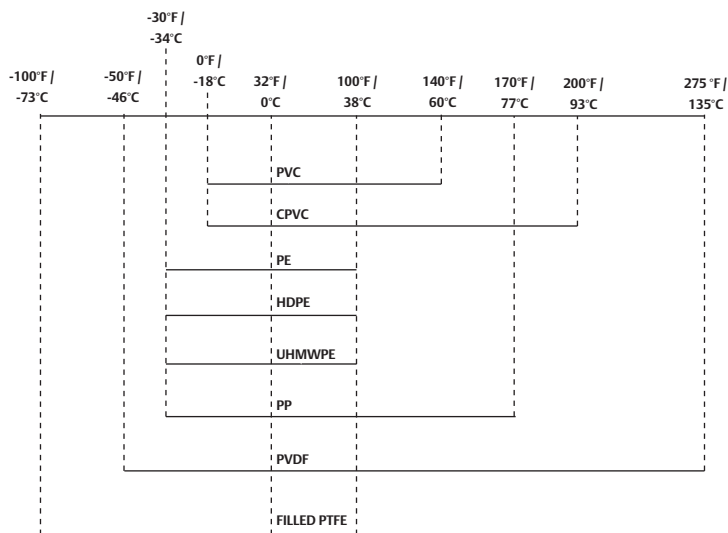 -30°F /
-34°C
0°F /
-18°C
-100°F /
-73°C
-50°F /
-46°C
32°F /
0°C
100°F /
38°C
140°F /
60°C
170°F /
77°C
200°F /
93°C
275 °F /
135°C
PVC
CPVC
PE
HDPE
UHMWPE
PP
PVDF
FILLED PTFE